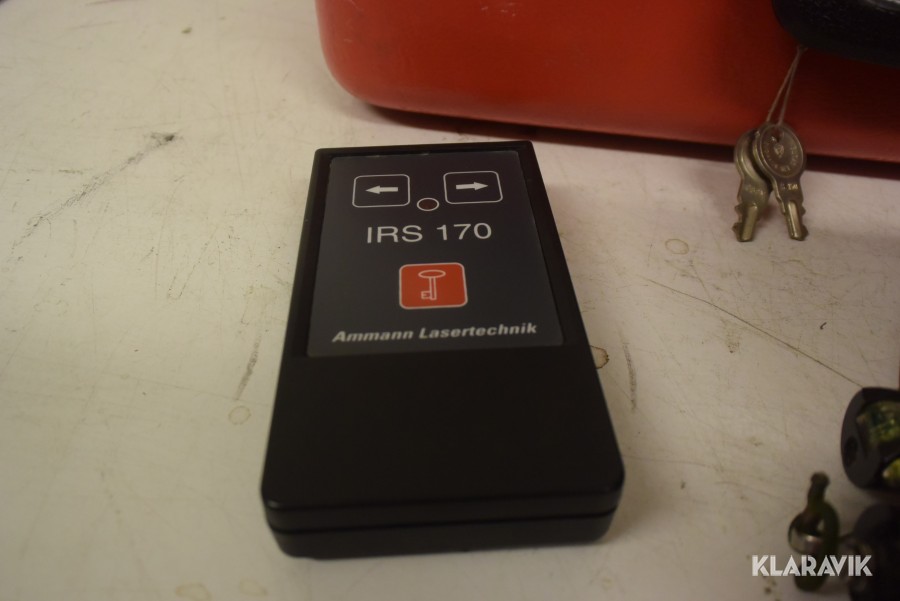 IRS 170
Ammann Lasertechnik
KLARAVIK